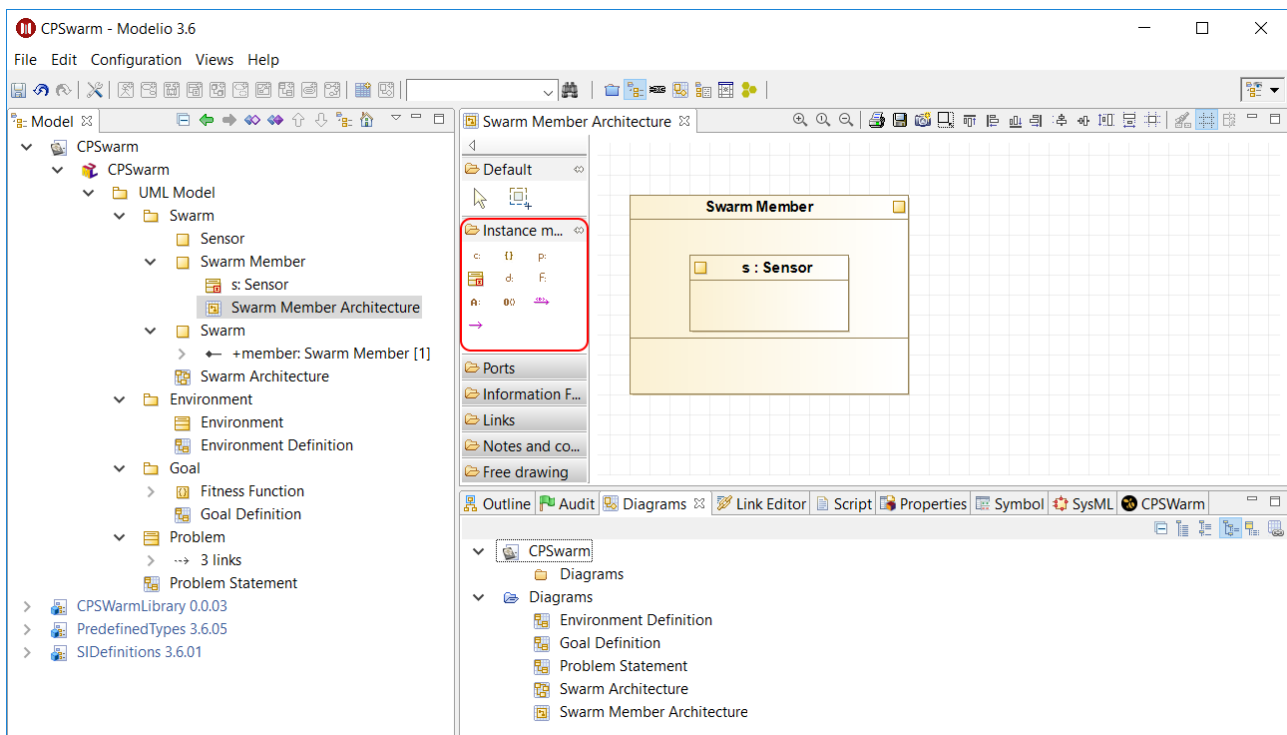 CPSwarm - Modelio 3.6
File Edit Configuration Views Help
Model
CPSwarm
CPSwarm
UML Model
Swarm
Sensor
Swarm Member
s: Sensor
Swarm Member Architecture
Swarm
+member: Swarm Member [1]
Swarm Architecture
Environment
Environment
Environment Definition
Goal
Fitness Function
Goal Definition
Problem
3 links
Problem Statement
CPSWarmLibrary 0.0.03
PredefinedTypes 3.6.05
SIDefinitions 3.6.01
Swarm Member Architecture
Default
Instance m...
c: {} p:
d: F:
A:
Ports
Information F...
Links
Notes and co...
Free drawing
Swarm Member
s : Sensor
Outline Audit Diagrams Link Editor Script Properties Symbol SysML CPSWarm
CPSwarm
Diagrams
Diagrams
Environment Definition
Goal Definition
Problem Statement
Swarm Architecture
Swarm Member Architecture